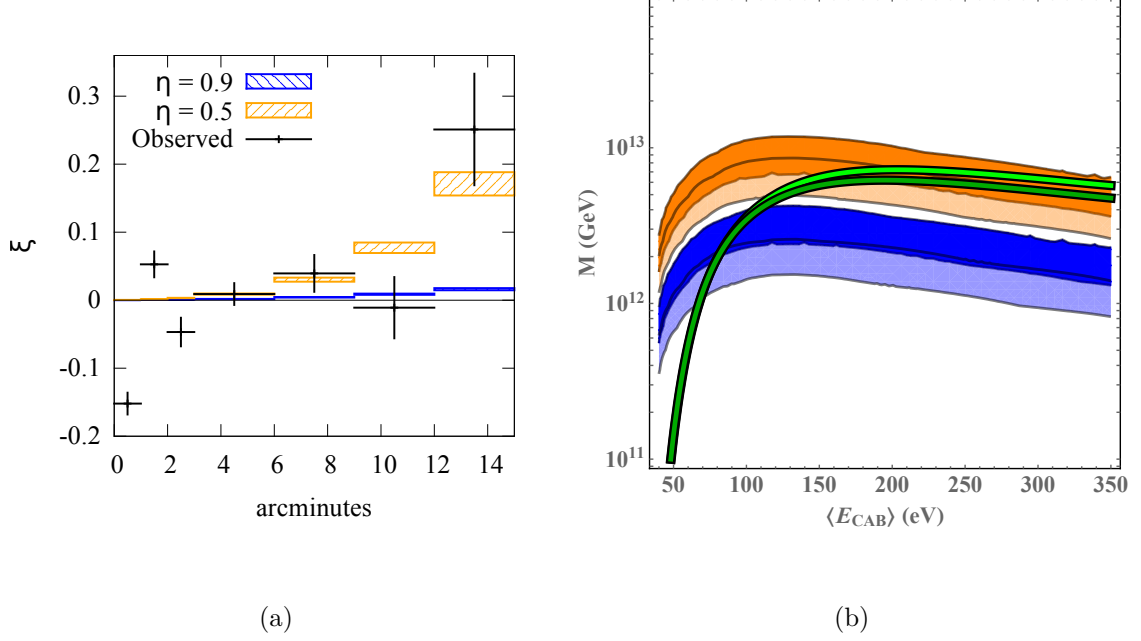 η = 0.9
η = 0.5
Observed
ξ
0.3
0.2
0.1
0
-0.1
-0.2
0 2 4 6 8 10 12 14
arcminutes
(a)
M (GeV)
10¹³
10¹²
10¹¹
50 100 150 200 250 300 350
⟨E_CAB⟩ (eV)
(b)